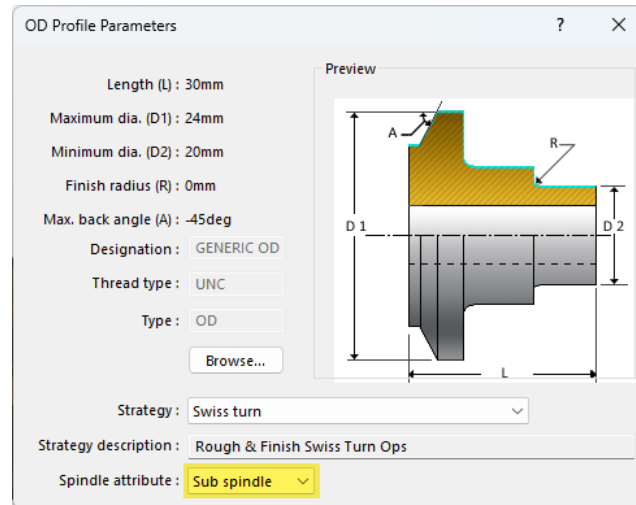 OD Profile Parameters ? ×
Preview
Length (L) : 30mm
Maximum dia. (D1) : 24mm
Minimum dia. (D2) : 20mm
Finish radius (R) : 0mm
Max. back angle (A) : -45deg
Designation : GENERIC OD
Thread type : UNC
Type : OD
Browse...
A
R
D 1
D 2
L
Strategy : Swiss turn
Strategy description : Rough & Finish Swiss Turn Ops
Spindle attribute : Sub spindle